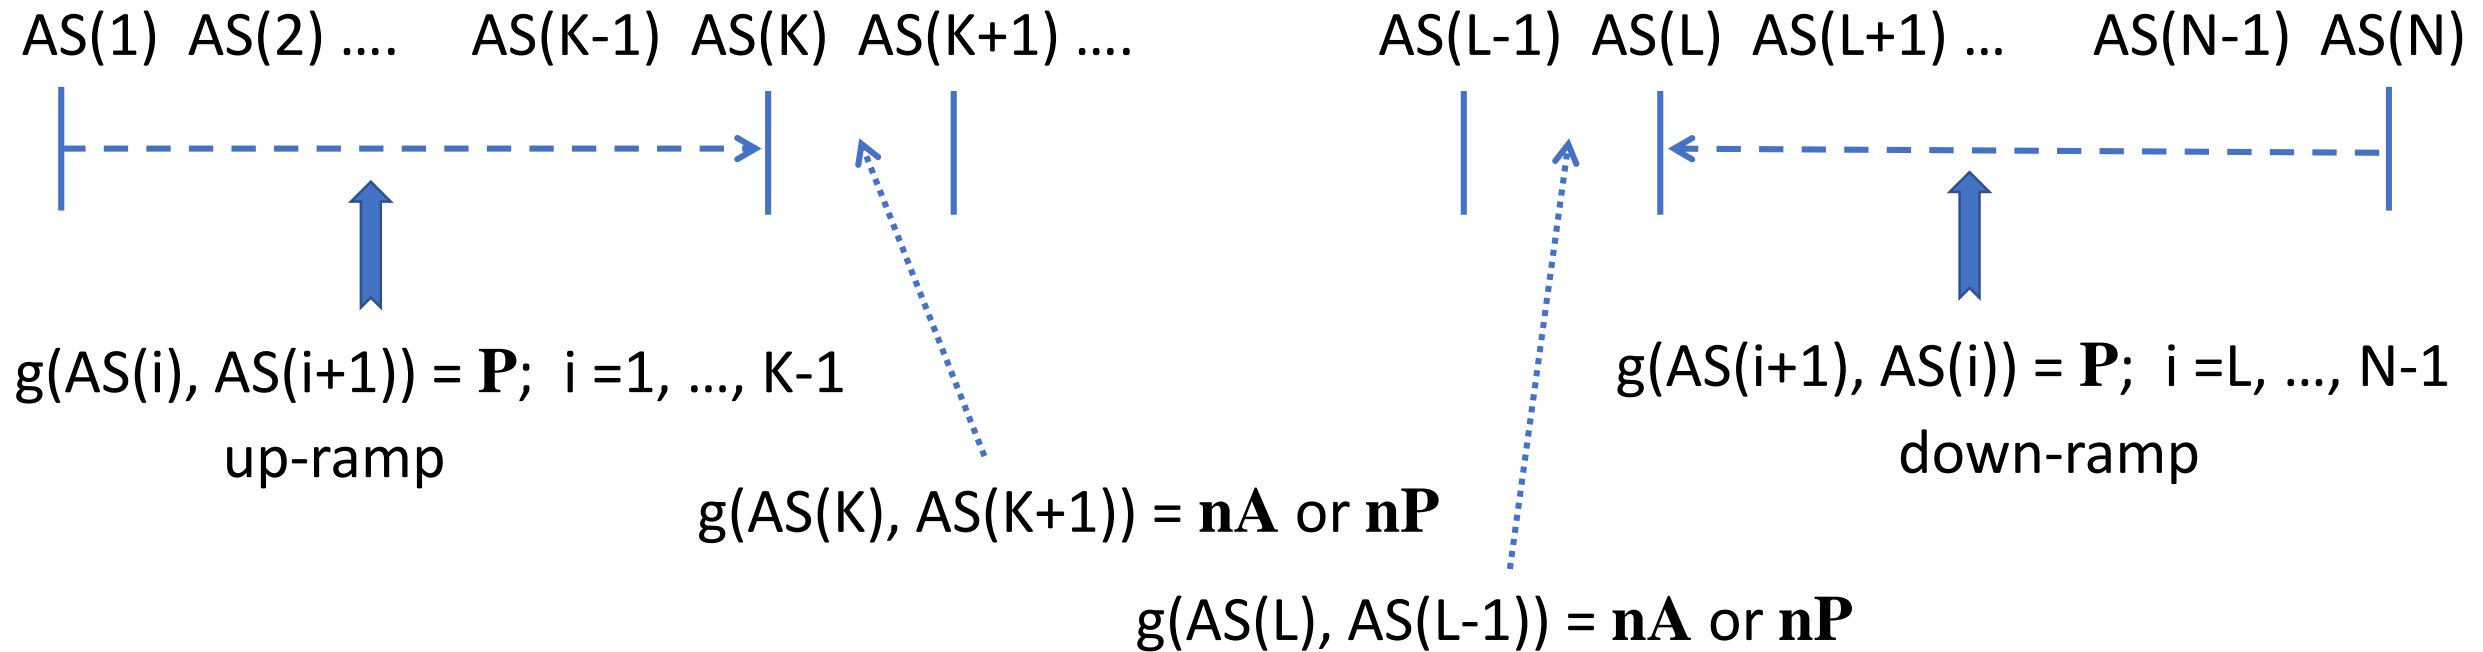 AS(1) AS(2) .... AS(K-1) AS(K) AS(K+1) .... AS(L-1) AS(L) AS(L+1) ... AS(N-1) AS(N)
g(AS(i), AS(i+1)) = P; i =1, ..., K-1
up-ramp
g(AS(i+1), AS(i)) = P; i =L, ..., N-1
down-ramp
g(AS(K), AS(K+1)) = nA or nP
g(AS(L), AS(L-1)) = nA or nP